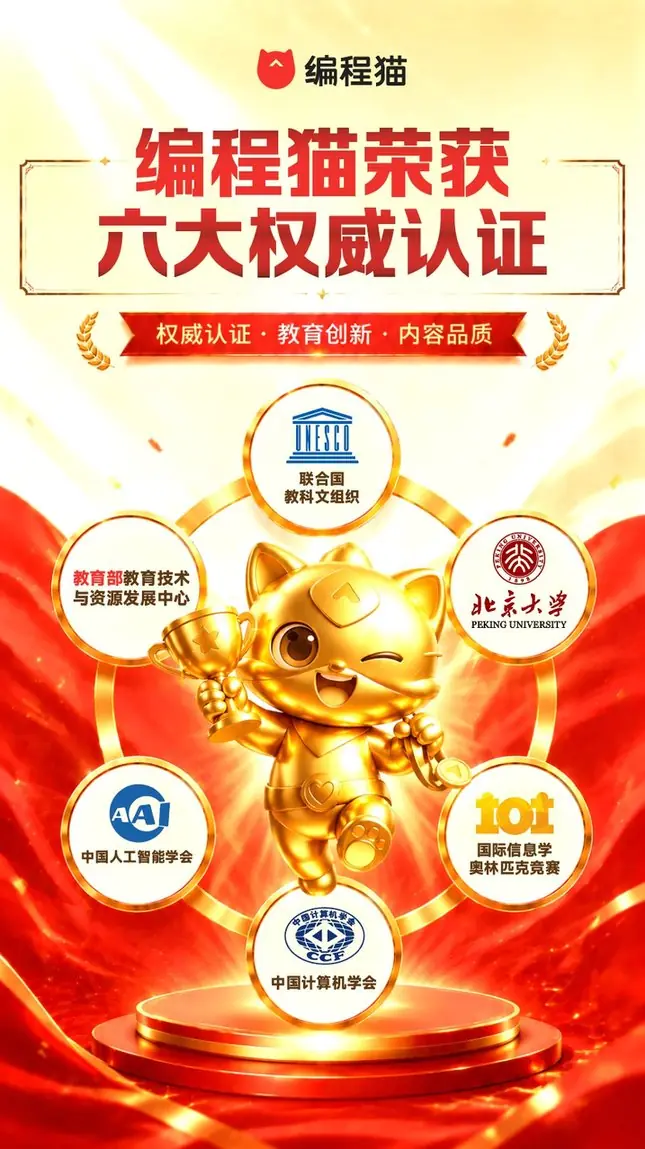 编程猫
编程猫荣获
六大权威认证
权威认证·教育创新·内容品质
UNESCO
联合国
教科文组织
教育部教育技术
与资源发展中心
PEKING UNIVERSITY
1898
北京大学
PEKING UNIVERSITY
CAAI
中国人工智能学会
IOI
国际信息学
奥林匹克竞赛
中国计算机学会
CCF
中国计算机学会